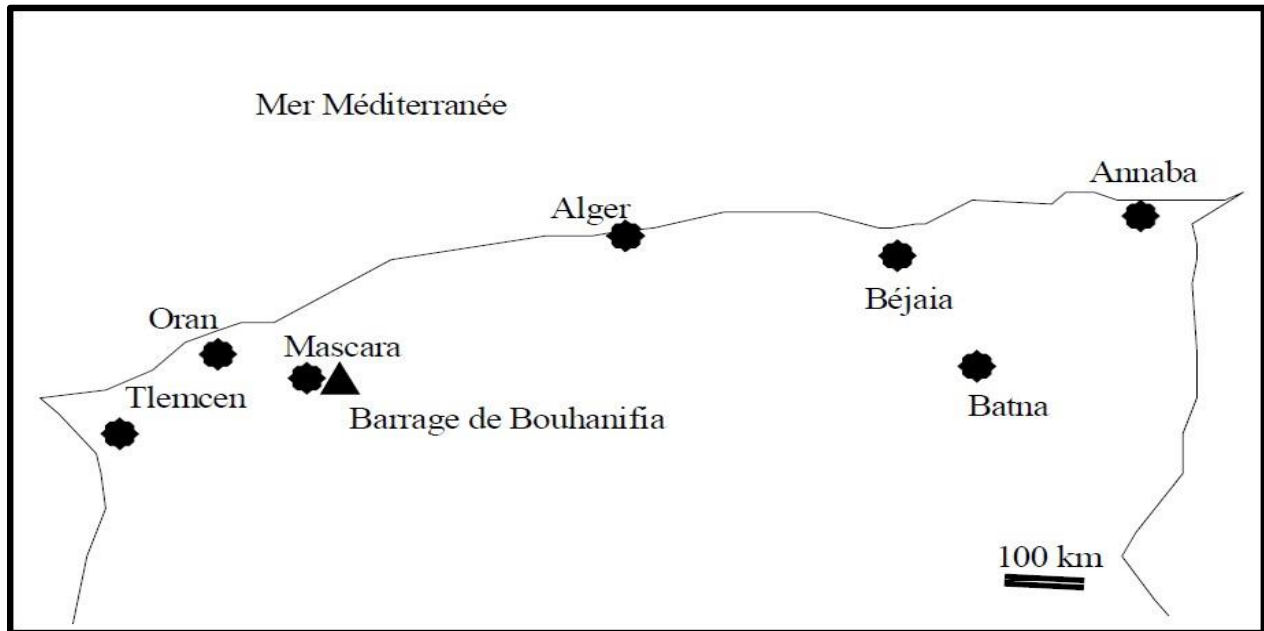 Mer Méditerranée
Annaba
Alger
Béjaia
Oran
Mascara
Tlemcen
Barrage de Bouhanifia
Batna
100 km